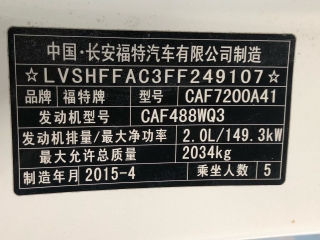 中国·长安福特汽车有限公司制造
☆LVSHFFAC3FF249107☆
品牌 福特牌 型号 CAF7200A41
发动机型号 CAF488WQ3
发动机排量/最大净功率 2.0L/149.3kW
最大允许总质量 2034kg
制造年月 2015-4 乘坐人数 5